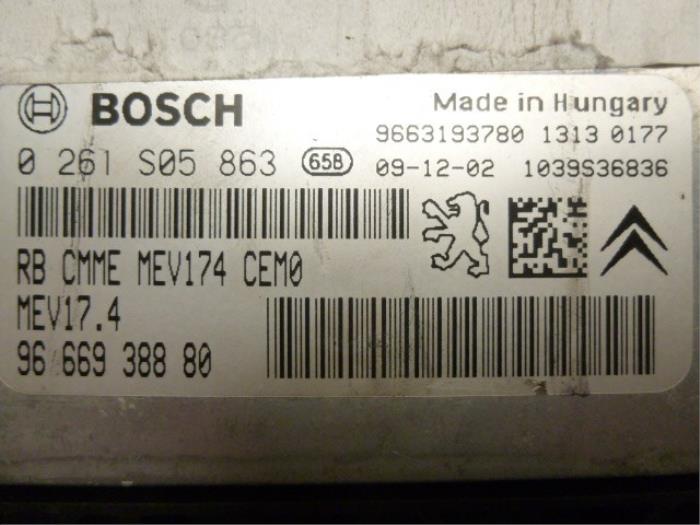 BOSCH
Made in Hungary
9663193780 1313 0177
0 261 S05 863 65B
09-12-02 1039S36836
RB CMME MEV174 CEM0
MEV17.4
96 669 388 80